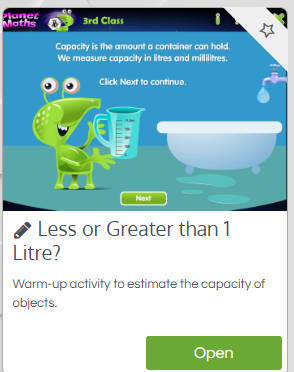 Planet
Maths
3rd Class
Capacity is the amount a container can hold.
We measure capacity in litres and millilitres.
Click Next to continue.
Next
Less or Greater than 1
Litre?
Warm-up activity to estimate the capacity of
objects.
Open